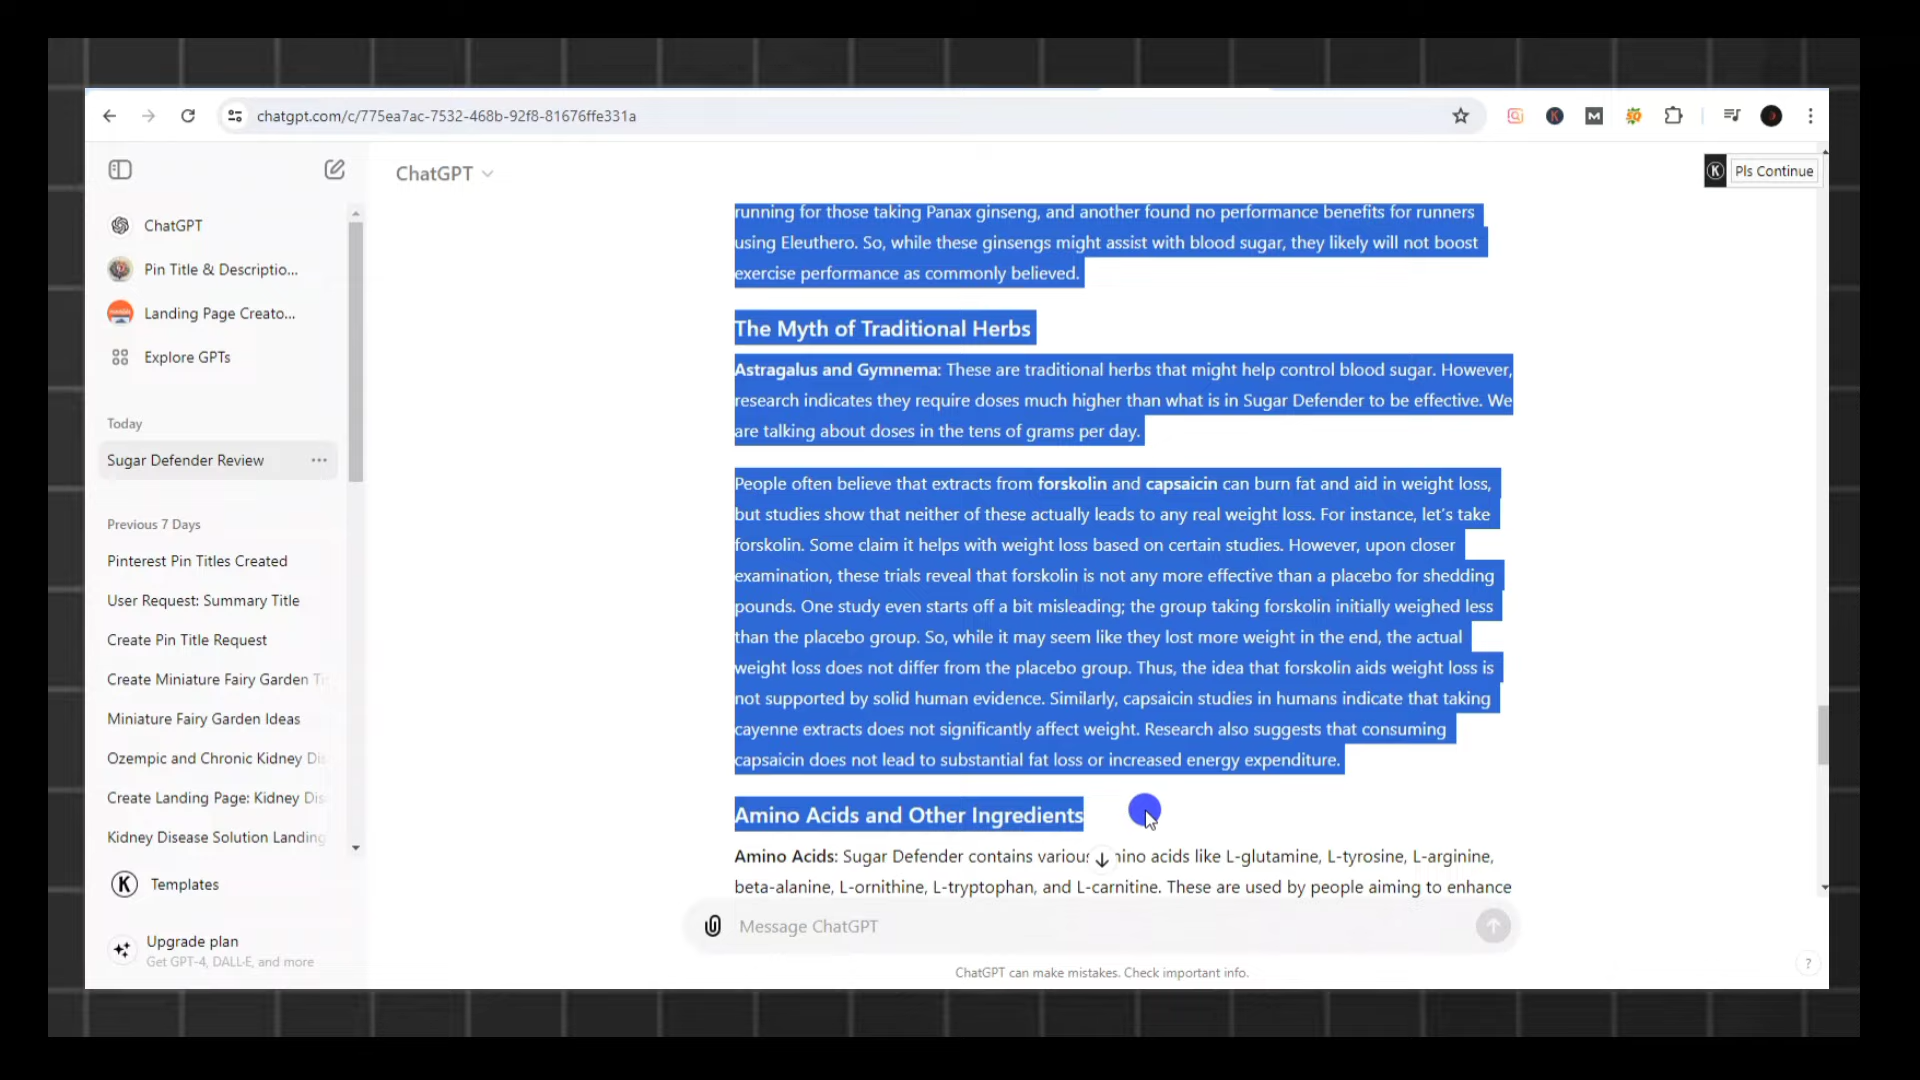 chatgpt.com/c/775ea7ac-7532-468b-92f8-81676ffe331a
ChatGPT
Pls Continue
ChatGPT
Pin Title & Descriptio...
Landing Page Creato...
Explore GPTs
Today
Sugar Defender Review
Previous 7 Days
Pinterest Pin Titles Created
User Request: Summary Title
Create Pin Title Request
Create Miniature Fairy Garden T
Miniature Fairy Garden Ideas
Ozempic and Chronic Kidney Dis
Create Landing Page: Kidney Dis
Kidney Disease Solution Landing
K Templates
Upgrade plan
Get GPT-4, DALL·E, and more
running for those taking Panax ginseng, and another found no performance benefits for runners
using Eleuthero. So, while these ginsengs might assist with blood sugar, they likely will not boost
exercise performance as commonly believed.
The Myth of Traditional Herbs
Astragalus and Gymnema: These are traditional herbs that might help control blood sugar. However,
research indicates they require doses much higher than what is in Sugar Defender to be effective. We
are talking about doses in the tens of grams per day.
People often believe that extracts from forskolin and capsaicin can burn fat and aid in weight loss,
but studies show that neither of these actually leads to any real weight loss. For instance, let's take
forskolin. Some claim it helps with weight loss based on certain studies. However, upon closer
examination, these trials reveal that forskolin is not any more effective than a placebo for shedding
pounds. One study even starts off a bit misleading; the group taking forskolin initially weighed less
than the placebo group. So, while it may seem like they lost more weight in the end, the actual
weight loss does not differ from the placebo group. Thus, the idea that forskolin aids weight loss is
not supported by solid human evidence. Similarly, capsaicin studies in humans indicate that taking
cayenne extracts does not significantly affect weight. Research also suggests that consuming
capsaicin does not lead to substantial fat loss or increased energy expenditure.
Amino Acids and Other Ingredients
Amino Acids: Sugar Defender contains various amino acids like L-glutamine, L-tyrosine, L-arginine,
beta-alanine, L-ornithine, L-tryptophan, and L-carnitine. These are used by people aiming to enhance
Message ChatGPT
ChatGPT can make mistakes. Check important info.
?